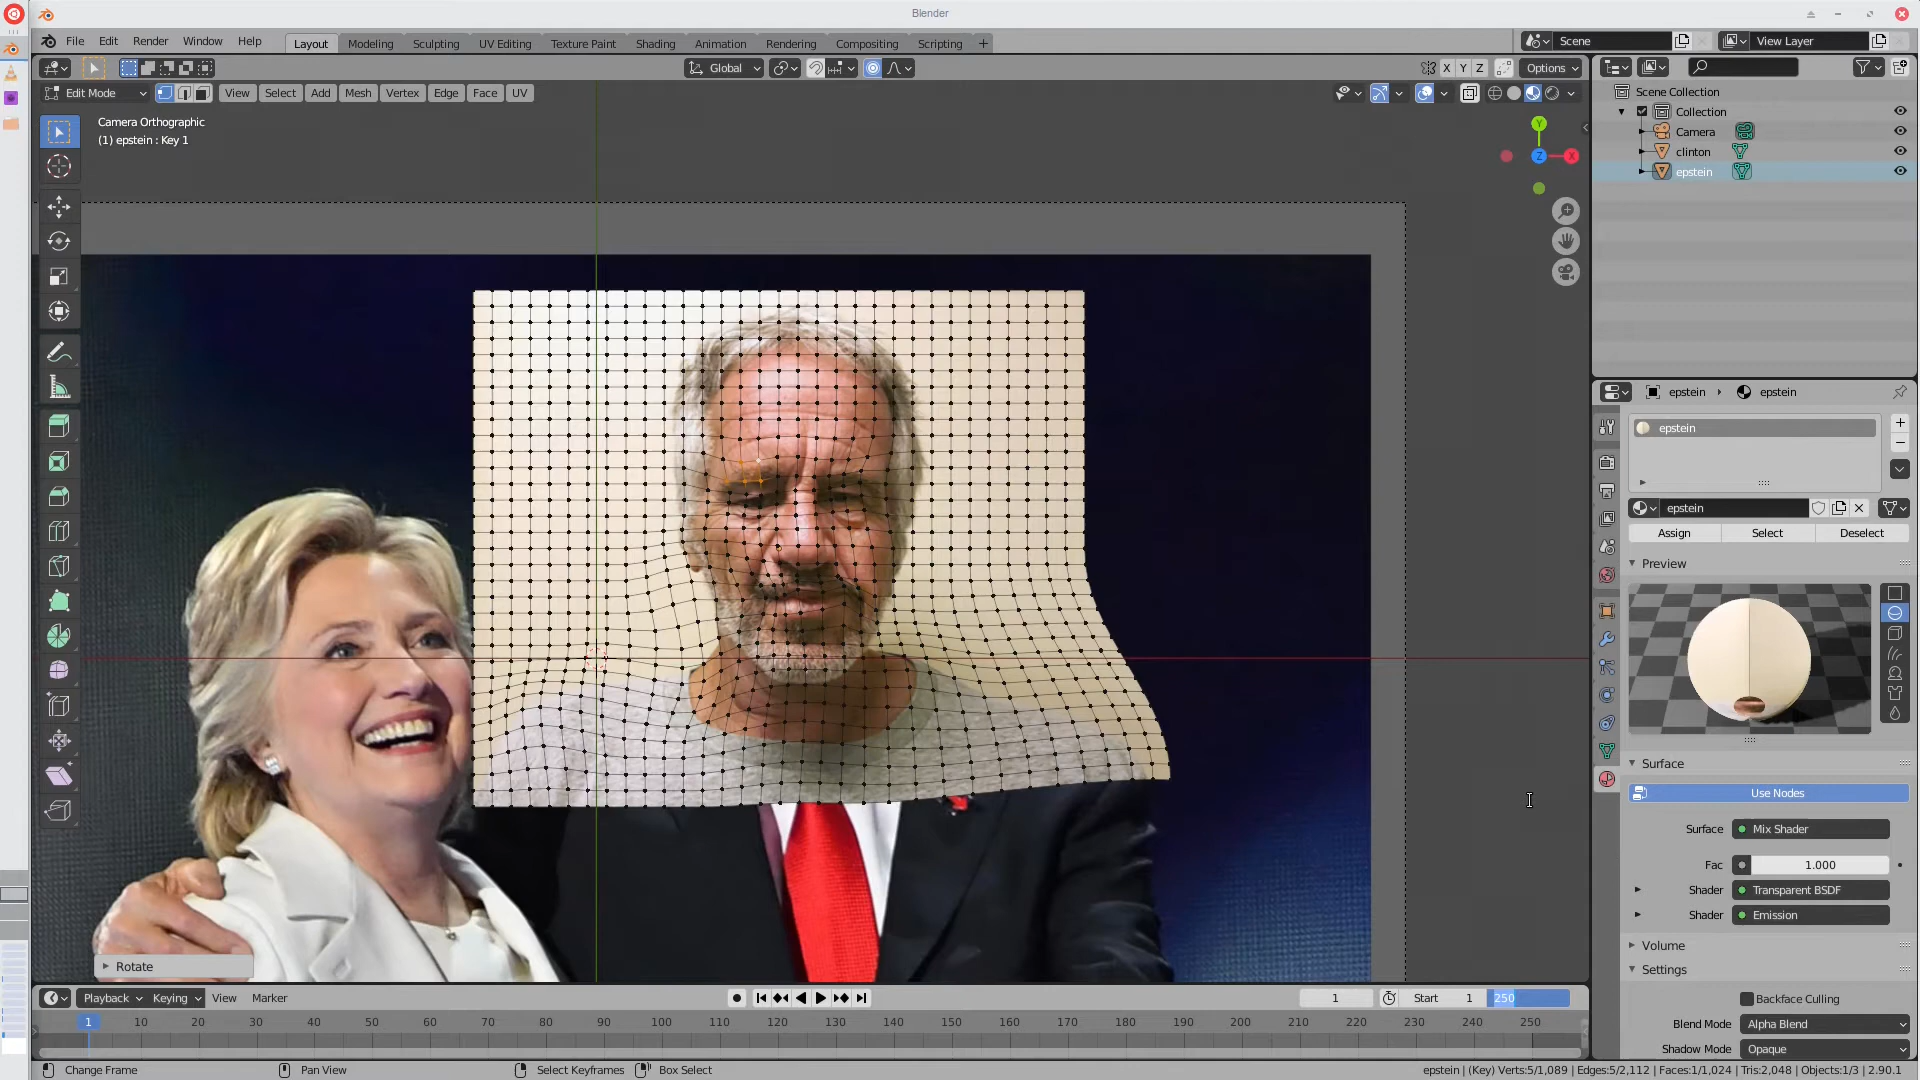 Blender
File Edit Render Window Help
Layout Modeling Sculpting UV Editing Texture Paint Shading Animation Rendering Compositing Scripting +
Scene
View Layer
Global
X Y Z
Options
Edit Mode
View Select Add Mesh Vertex Edge Face UV
Camera Orthographic
(1) epstein : Key 1
Y
Z
X
Scene Collection
Collection
Camera
clinton
epstein
epstein
epstein
epstein
epstein
Assign
Select
Deselect
Preview
Surface
Use Nodes
Surface
Mix Shader
Fac
1.000
Shader
Transparent BSDF
Shader
Emission
Volume
Settings
Backface Culling
Blend Mode
Alpha Blend
Shadow Mode
Opaque
Rotate
Playback Keying View Marker
1
Start 1
250
1 10 20 30 40 50 60 70 80 90 100 110 120 130 140 150 160 170 180 190 200 210 220 230 240 250
Change Frame
Pan View
Select Keyframes
Box Select
epstein | (Key) Verts:5/1,089 | Edges:5/2,112 | Faces:1/1,024 | Tris:2,048 | Objects:1/3 | 2.90.1